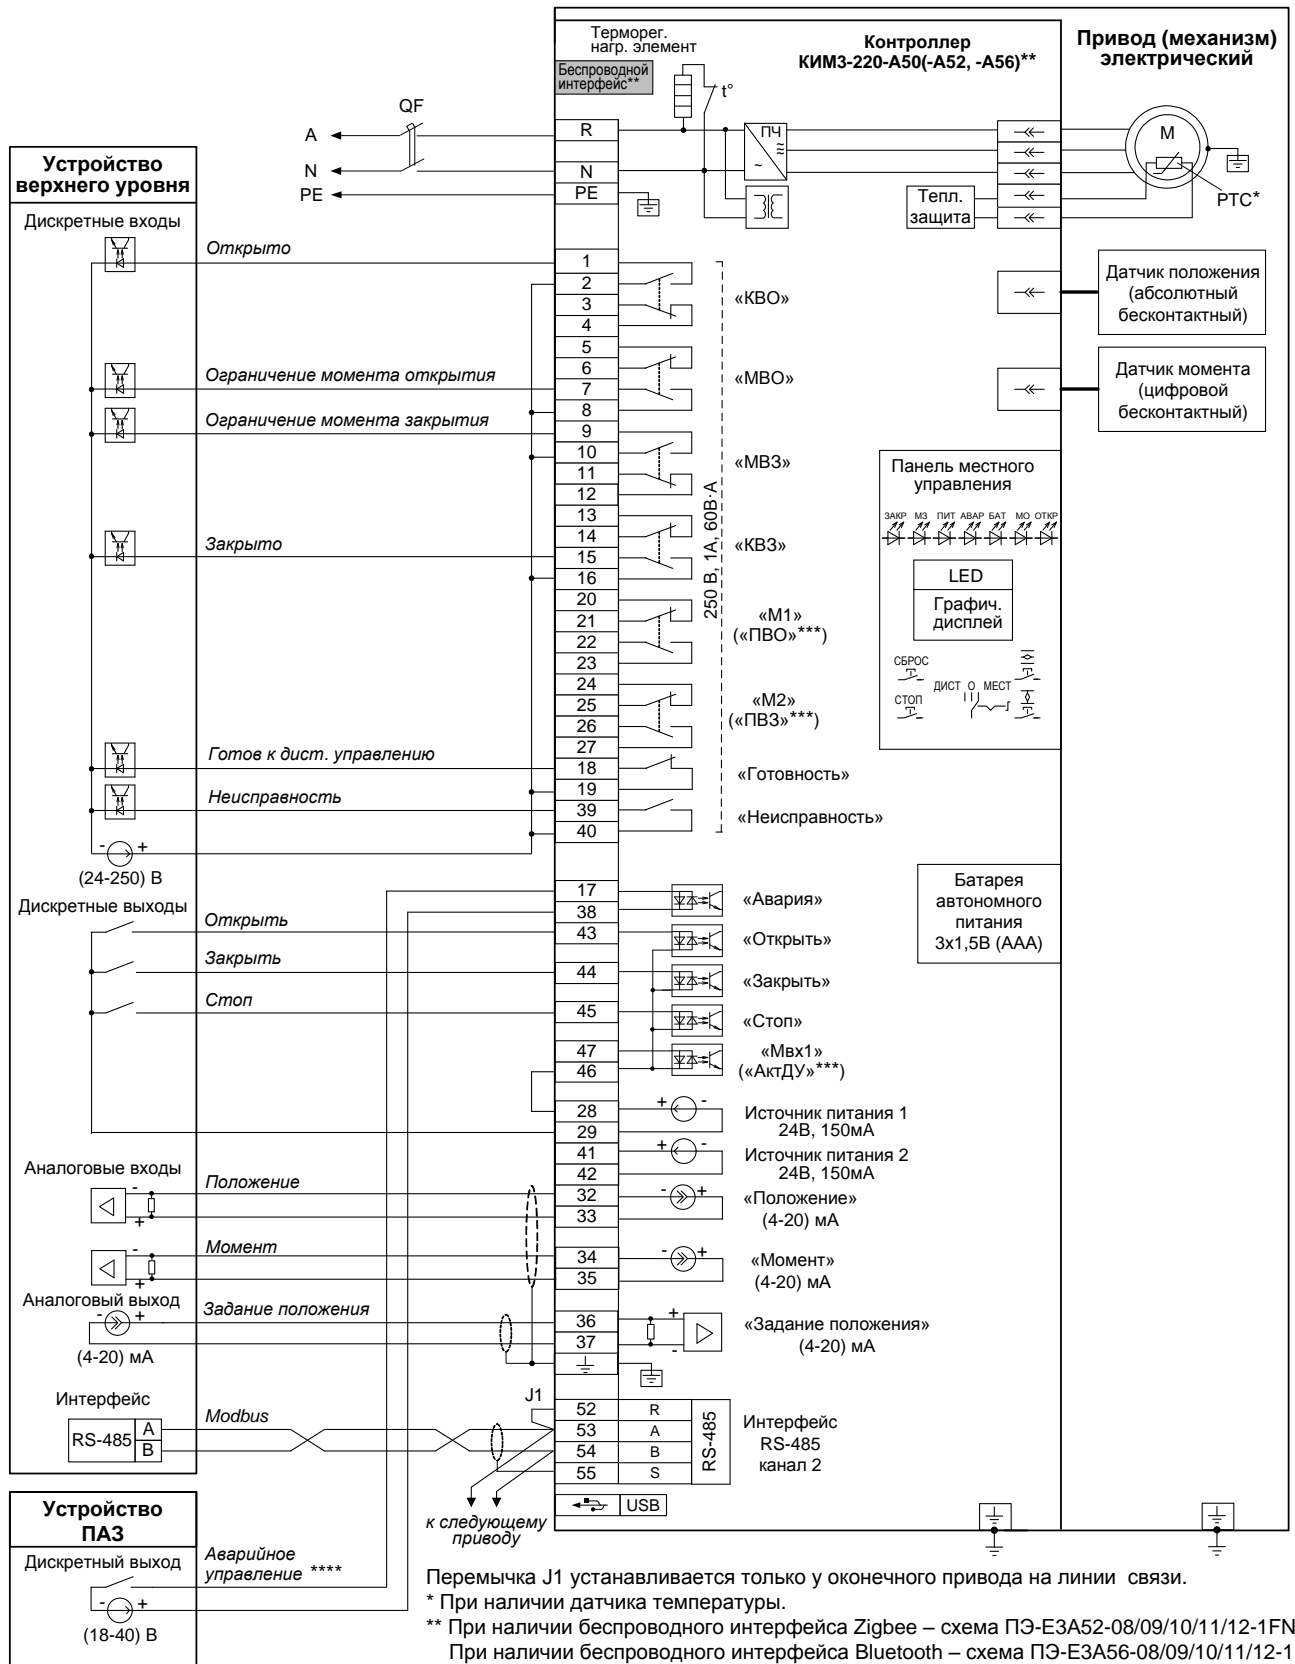 Терморег.
нагр. элемент
Беспроводной
интерфейс**
Контроллер
КИМ3-220-А50(-А52, -А56)**
Привод (механизм)
электрический
t°
QF
A
N
PE
R
N
PE
ПЧ
≈
~
M
PTC*
Тепл.
защита
Устройство
верхнего уровня
Дискретные входы
Открыто
Ограничение момента открытия
Ограничение момента закрытия
Закрыто
Готов к дист. управлению
Неисправность
- +
(24-250) В
1
2
3
4
«КВО»
5
6
7
8
«МВО»
9
10
11
12
«МВЗ»
13
14
15
16
«КВЗ»
20
21
22
23
«М1»
(«ПВО»***)
24
25
26
27
«М2»
(«ПВЗ»***)
18
19
«Готовность»
39
40
«Неисправность»
250 В, 1А, 60В·А
Датчик положения
(абсолютный
бесконтактный)
Датчик момента
(цифровой
бесконтактный)
Панель местного
управления
ЗАКР МЗ ПИТ АВАР БАТ МО ОТКР
LED
Графич.
дисплей
СБРОС
СТОП
ДИСТ О МЕСТ
Батарея
автономного
питания
3х1,5В (ААА)
Дискретные выходы
Открыть
Закрыть
Стоп
17
38
«Авария»
43
«Открыть»
44
«Закрыть»
45
«Стоп»
47
46
«Мвх1»
(«АктДУ»***)
28
29
+ -
Источник питания 1
24В, 150мА
41
42
+ -
Источник питания 2
24В, 150мА
Аналоговые входы
- +
Положение
32
33
- +
«Положение»
(4-20) мА
- +
Момент
34
35
- +
«Момент»
(4-20) мА
Аналоговый выход
- +
(4-20) мА
Задание положения
36
37
+ -
«Задание положения»
(4-20) мА
Интерфейс
RS-485
A
B
Modbus
J1
52 R
53 A
54 B
55 S
RS-485
Интерфейс
RS-485
канал 2
USB
к следующему
приводу
Устройство
ПАЗ
Дискретный выход
- +
(18-40) В
Аварийное
управление ****
Перемычка J1 устанавливается только у оконечного привода на линии связи.
* При наличии датчика температуры.
** При наличии беспроводного интерфейса Zigbee – схема ПЭ-Е3А52-08/09/10/11/12-1FN
При наличии беспроводного интерфейса Bluetooth – схема ПЭ-Е3А56-08/09/10/11/12-1